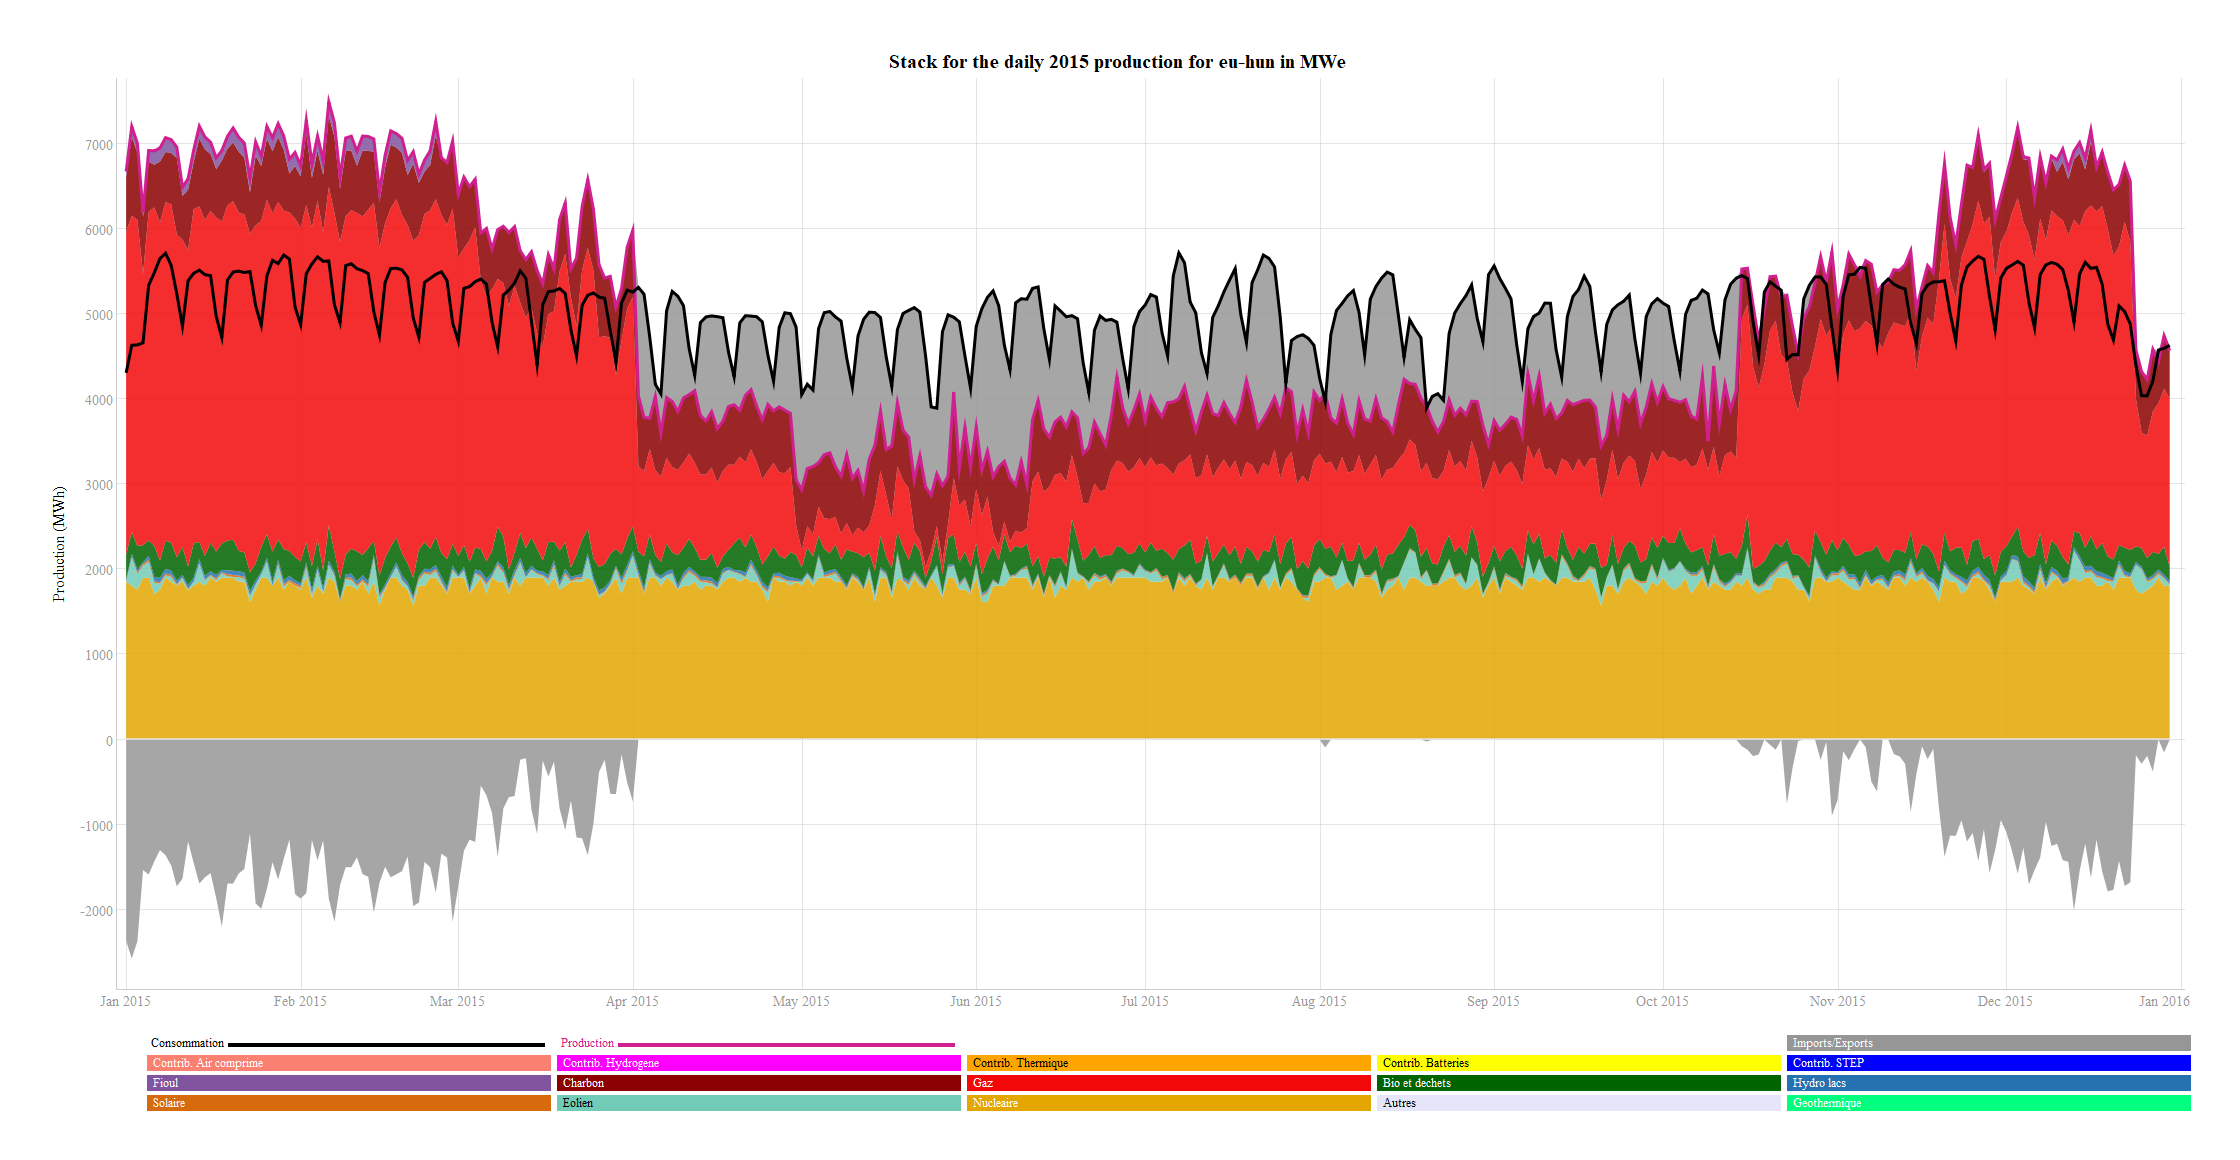 Stack for the daily 2015 production for eu-hun in MWe
Production (MWh)
7000
6000
5000
4000
3000
2000
1000
0
-1000
-2000
Jan 2015 Feb 2015 Mar 2015 Apr 2015 May 2015 Jun 2015 Jul 2015 Aug 2015 Sep 2015 Oct 2015 Nov 2015 Dec 2015 Jan 2016
Consommation Production Imports/Exports
Contrib. Air comprime Contrib. Hydrogene Contrib. Thermique Contrib. Batteries Contrib. STEP
Fioul Charbon Gaz Bio et dechets Hydro lacs
Solaire Eolien Nucleaire Autres Geothermique